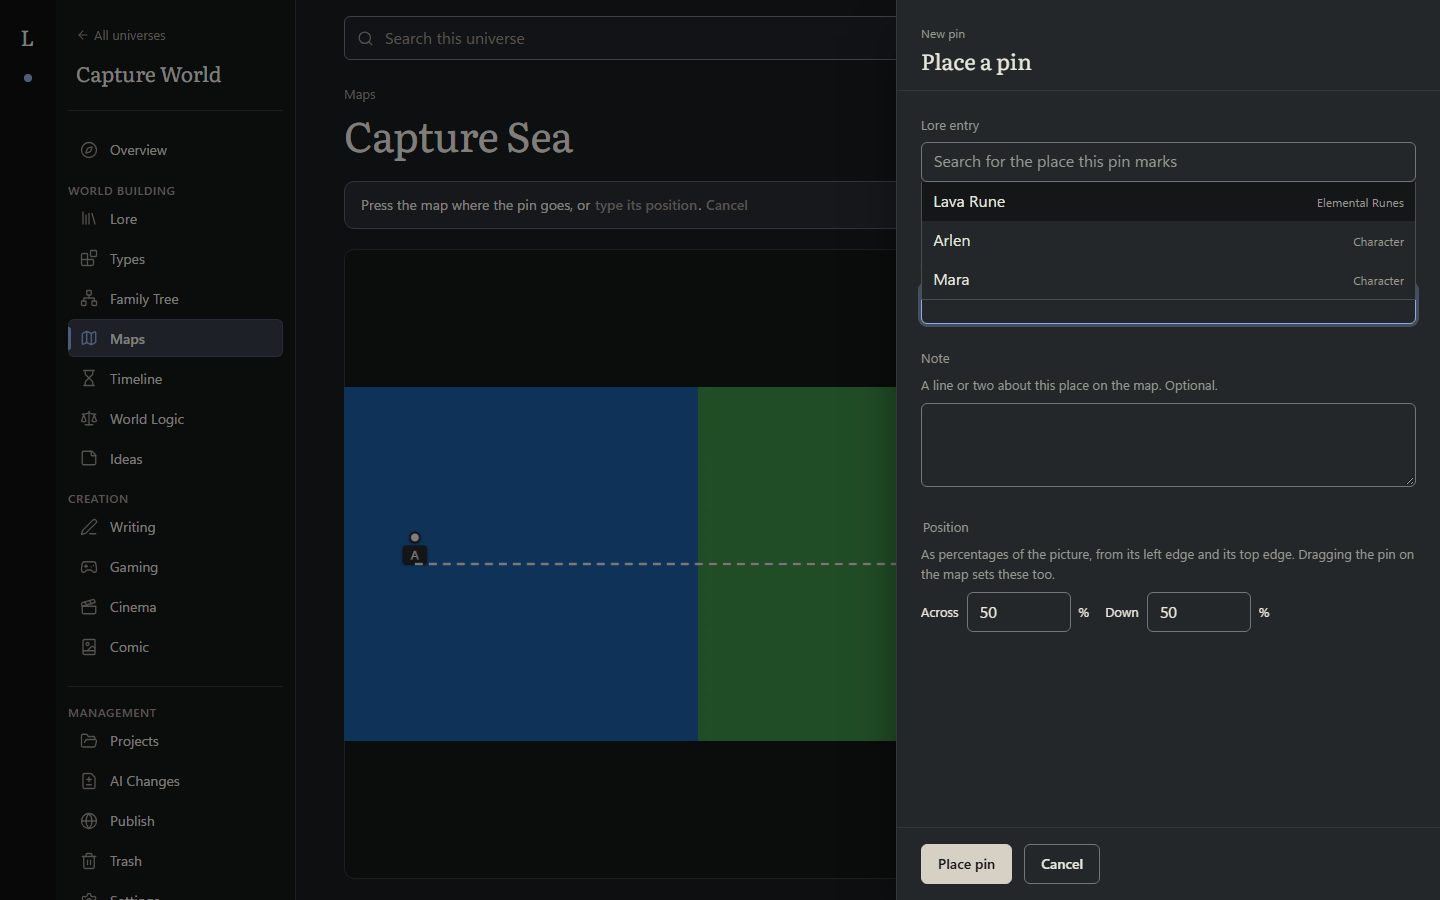 L
All universes
Capture World
Overview
WORLD BUILDING
Lore
Types
Family Tree
Maps
Timeline
World Logic
Ideas
CREATION
Writing
Gaming
Cinema
Comic
MANAGEMENT
Projects
AI Changes
Publish
Trash
Settings
Search this universe
Maps
Capture Sea
Press the map where the pin goes, or type its position. Cancel
A
New pin
Place a pin
Lore entry
Search for the place this pin marks
Lava Rune Elemental Runes
Arlen Character
Mara Character
Note
A line or two about this place on the map. Optional.
Position
As percentages of the picture, from its left edge and its top edge. Dragging the pin on
the map sets these too.
Across 50 % Down 50 %
Place pin Cancel